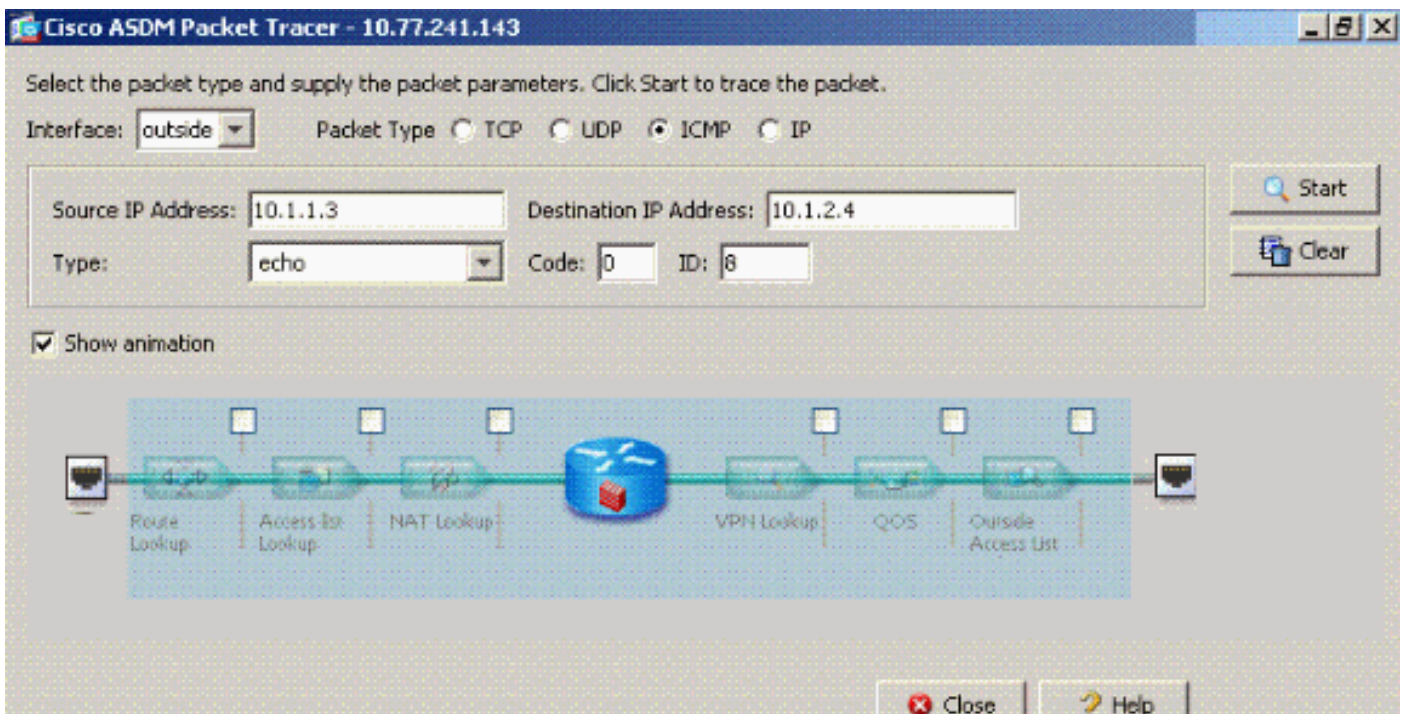 Cisco ASDM Packet Tracer - 10.77.241.143
Select the packet type and supply the packet parameters. Click Start to trace the packet.
Interface: outside Packet Type TCP UDP ICMP IP
Source IP Address: 10.1.1.3 Destination IP Address: 10.1.2.4 Start
Type: echo Code: 0 ID: 8 Clear
Show animation
Route Lookup
Access-list Lookup
NAT Lookup
VPN Lookup
QOS
Outside Access List
Close Help